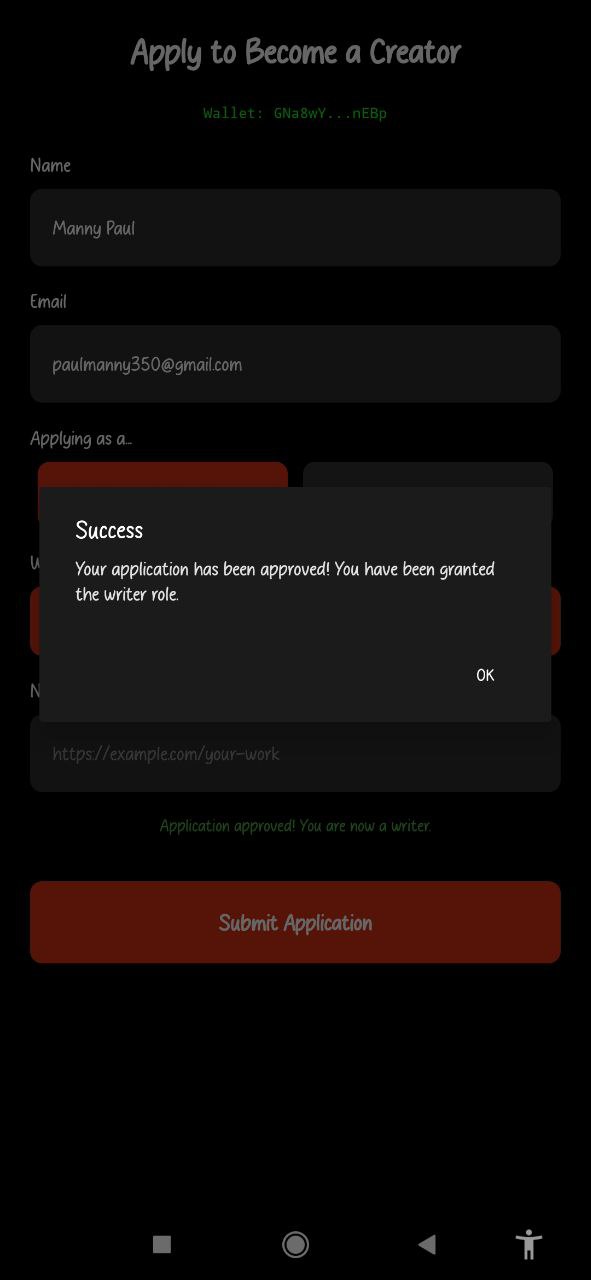 Apply to Become a Creator
Wallet: GNa8wY...nEBp
Name
Manny Paul
Email
paulmanny350@gmail.com
Applying as a...
Success
Your application has been approved! You have been granted
the writer role.
OK
https://example.com/your-work
Application approved! You are now a writer.
Submit Application